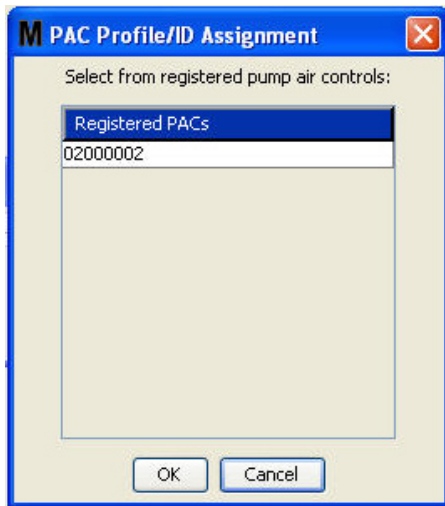 M PAC Profile/ID Assignment
Select from registered pump air controls:
Registered PACs
02000002
OK Cancel